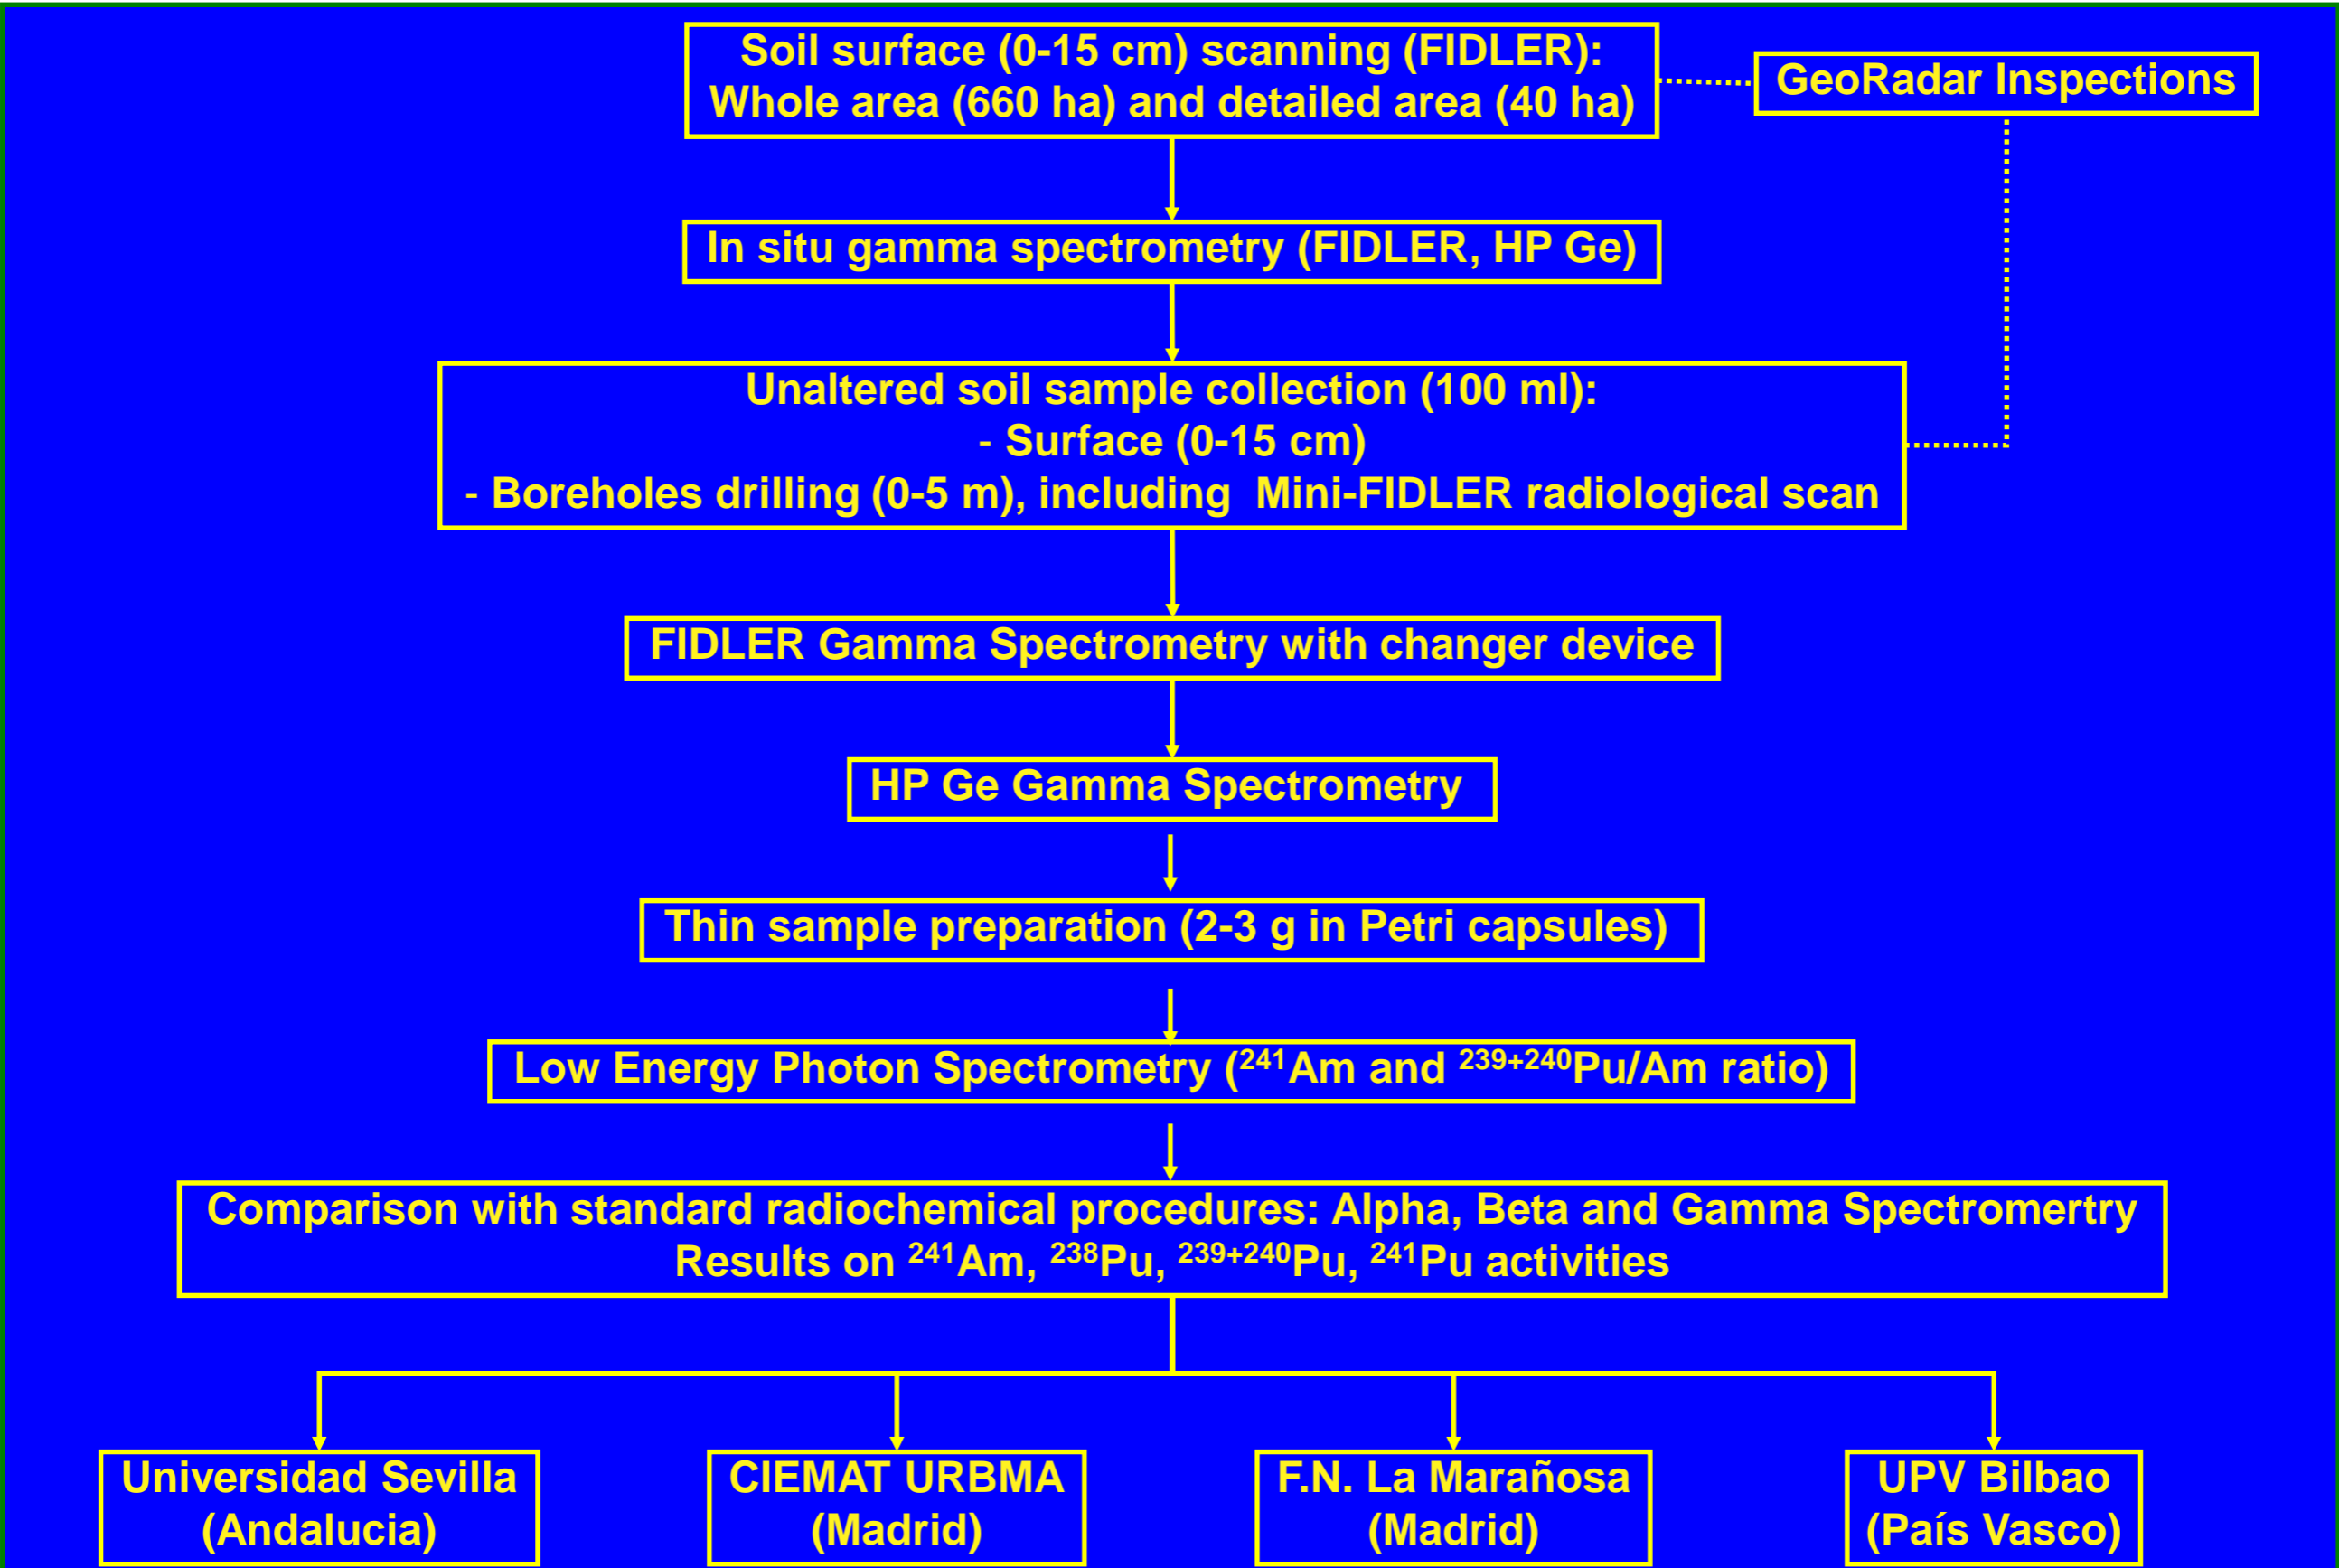 Soil surface (0-15 cm) scanning (FIDLER):
Whole area (660 ha) and detailed area (40 ha)
GeoRadar Inspections
In situ gamma spectrometry (FIDLER, HP Ge)
Unaltered soil sample collection (100 ml):
- Surface (0-15 cm)
- Boreholes drilling (0-5 m), including Mini-FIDLER radiological scan
FIDLER Gamma Spectrometry with changer device
HP Ge Gamma Spectrometry
Thin sample preparation (2-3 g in Petri capsules)
Low Energy Photon Spectrometry (²⁴¹Am and ²³⁹⁺²⁴⁰Pu/Am ratio)
Comparison with standard radiochemical procedures: Alpha, Beta and Gamma Spectromertry
Results on ²⁴¹Am, ²³⁸Pu, ²³⁹⁺²⁴⁰Pu, ²⁴¹Pu activities
Universidad Sevilla
(Andalucia)
CIEMAT URBMA
(Madrid)
F.N. La Marañosa
(Madrid)
UPV Bilbao
(País Vasco)